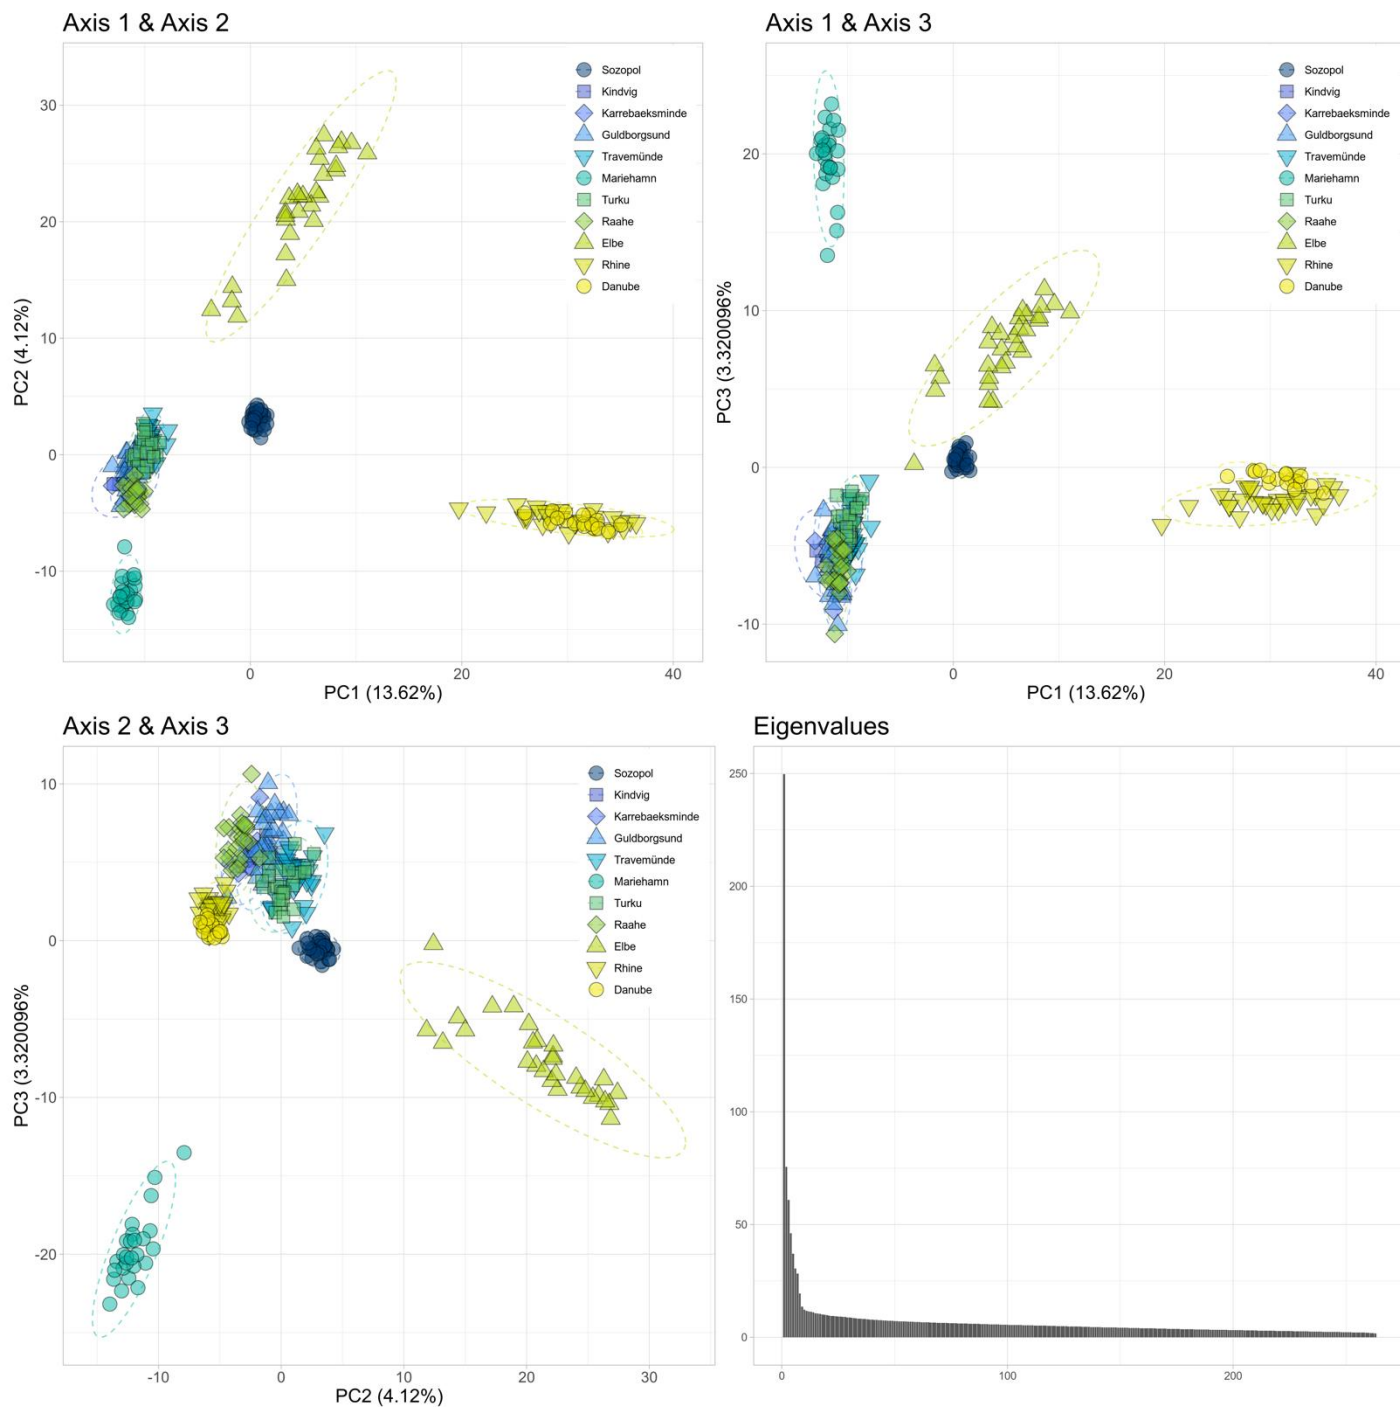 Axis 1 & Axis 2
Sozopol
Kindvig
Karrebaeksminde
Guldborgsund
Travemünde
Mariehamn
Turku
Raahe
Elbe
Rhine
Danube
30
20
10
0
-10
PC2 (4.12%)
0
20
40
PC1 (13.62%)
Axis 1 & Axis 3
Sozopol
Kindvig
Karrebaeksminde
Guldborgsund
Travemünde
Mariehamn
Turku
Raahe
Elbe
Rhine
Danube
20
10
0
-10
PC3 (3.320096%
0
20
40
PC1 (13.62%)
Axis 2 & Axis 3
Sozopol
Kindvig
Karrebaeksminde
Guldborgsund
Travemünde
Mariehamn
Turku
Raahe
Elbe
Rhine
Danube
10
0
-10
-20
PC3 (3.320096%
-10
0
10
20
30
PC2 (4.12%)
Eigenvalues
250
200
150
100
50
0
0
100
200